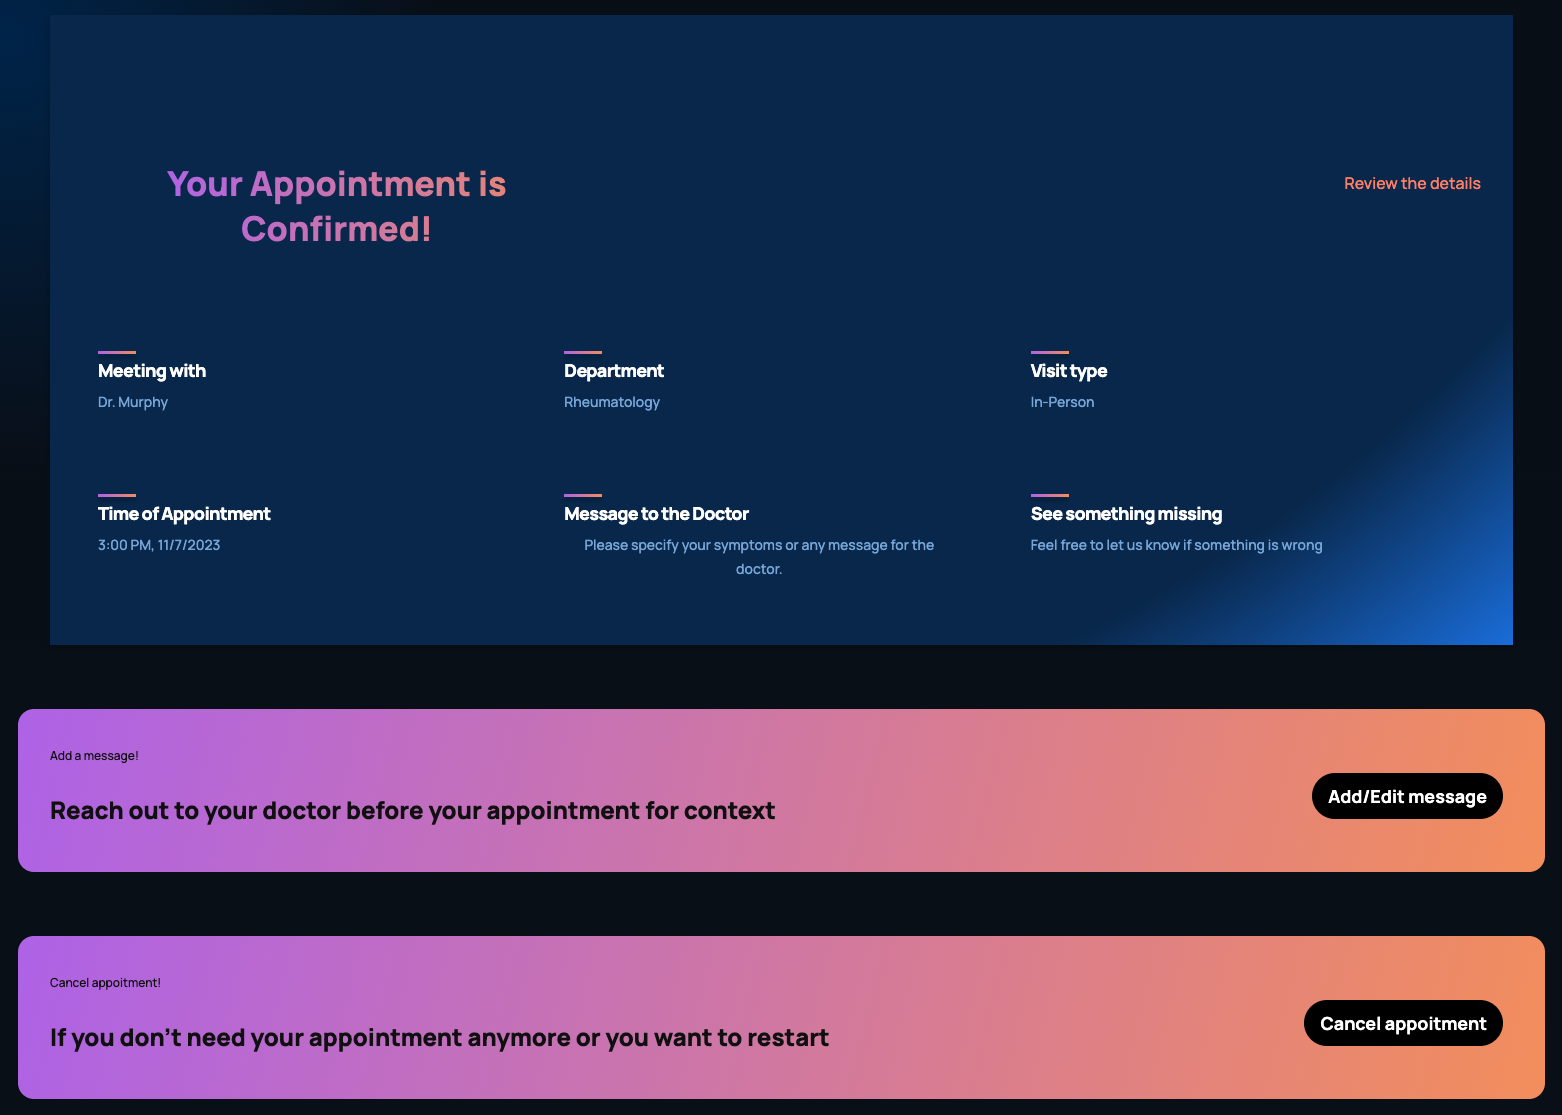 Your Appointment is
Confirmed!
Review the details
Meeting with
Dr. Murphy
Department
Rheumatology
Visit type
In-Person
Time of Appointment
3:00 PM, 11/7/2023
Message to the Doctor
Please specify your symptoms or any message for the
doctor.
See something missing
Feel free to let us know if something is wrong
Add a message!
Reach out to your doctor before your appointment for context
Add/Edit message
Cancel appoitment!
If you don't need your appointment anymore or you want to restart
Cancel appoitment